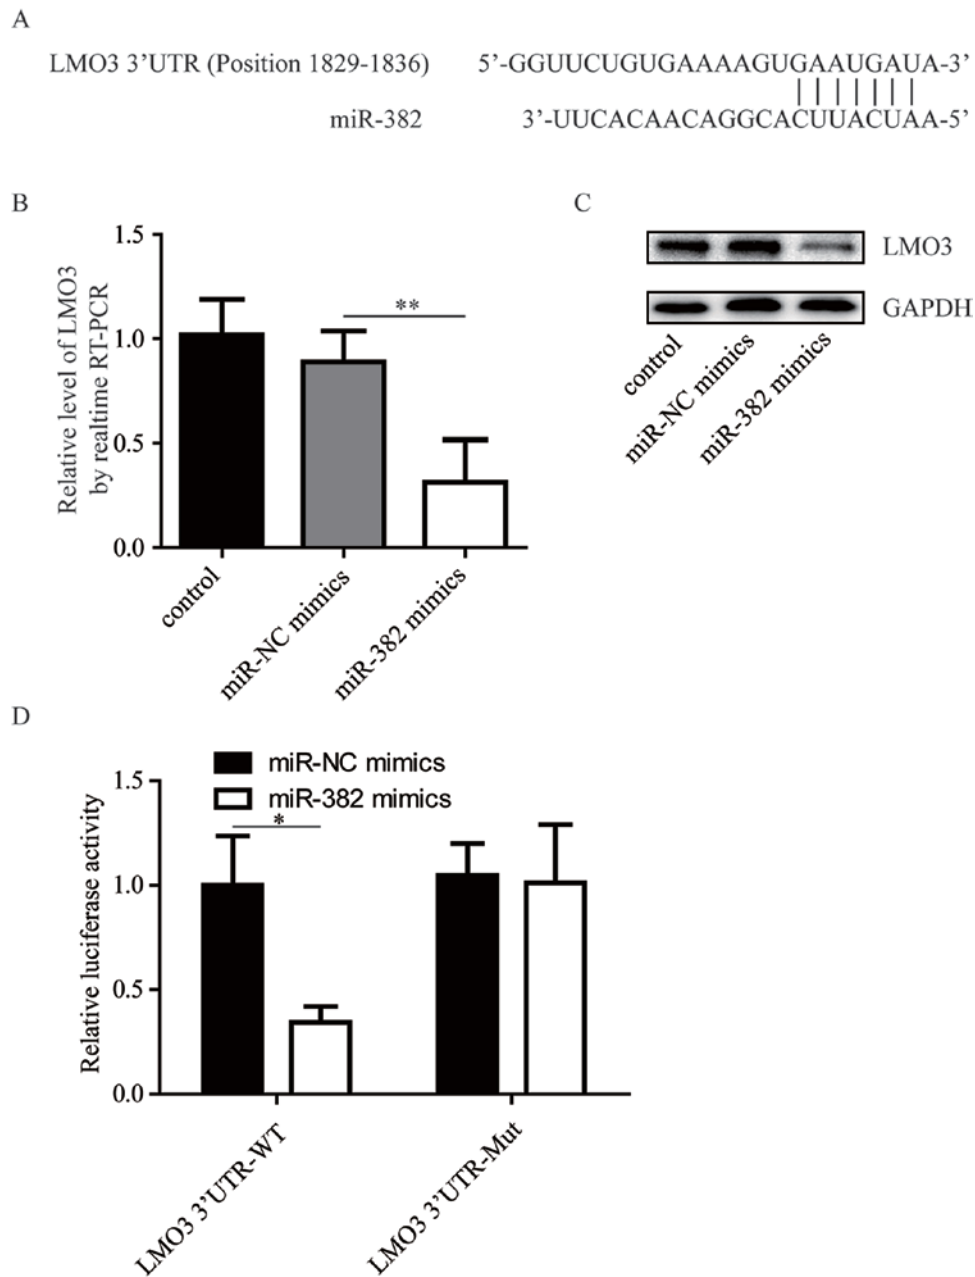 A
LMO3 3’UTR (Position 1829-1836) 5’-GGUUCUGUGAAAAGUGAAUGAUA-3’
miR-382 3’-UUCACAACAGGCACUUACUAA-5’
B
Relative level of LMO3
by realtime RT-PCR
1.5
1.0
0.5
0.0
**
control
miR-NC mimics
miR-382 mimics
C
LMO3
GAPDH
control
miR-NC mimics
miR-382 mimics
D
miR-NC mimics
miR-382 mimics
Relative luciferase activity
1.5
1.0
0.5
0.0
*
LMO3 3’UTR-WT
LMO3 3’UTR-Mut